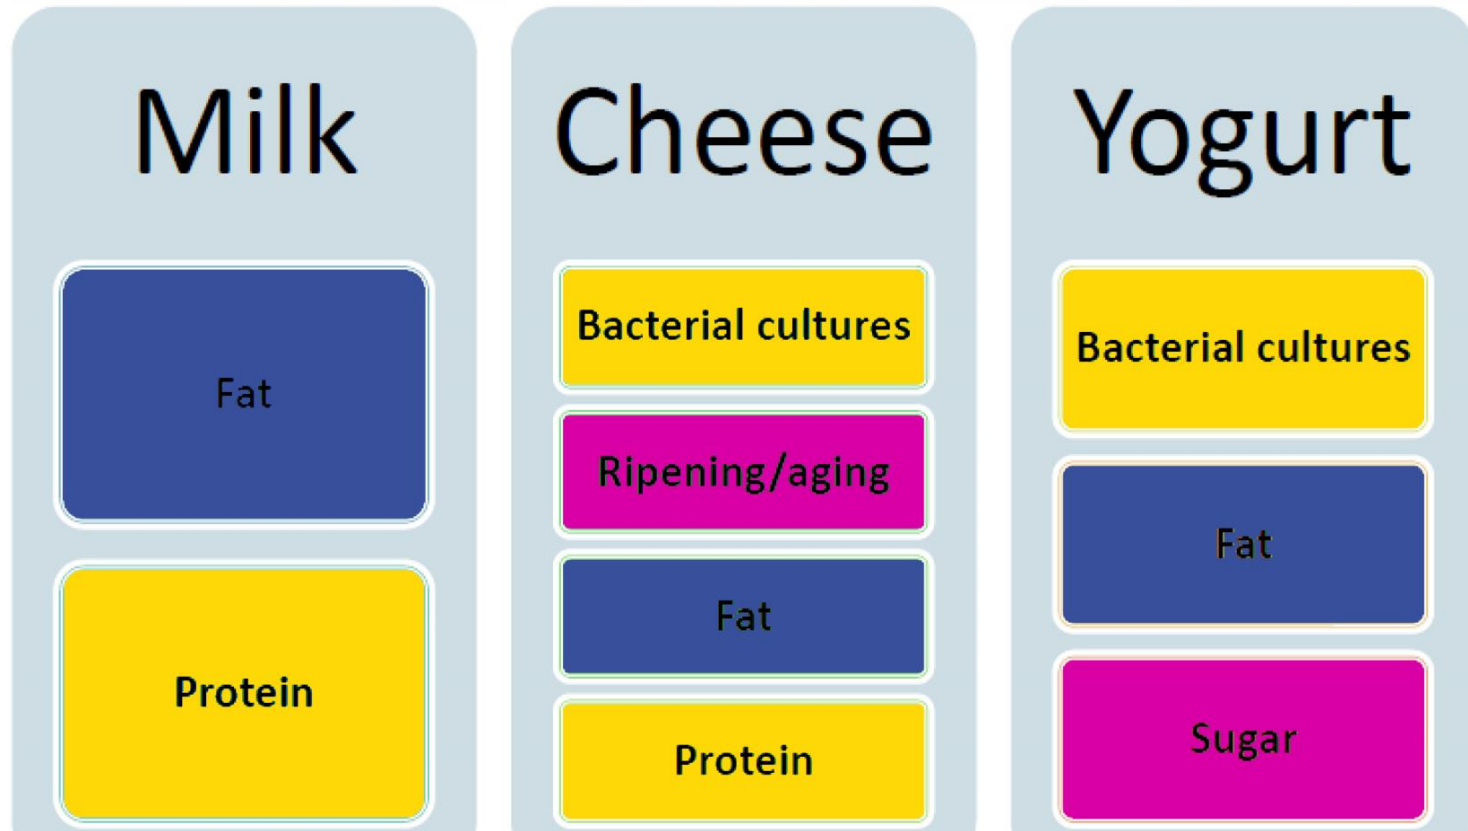 Milk
Fat
Protein
Cheese
Bacterial cultures
Ripening/aging
Fat
Protein
Yogurt
Bacterial cultures
Fat
Sugar